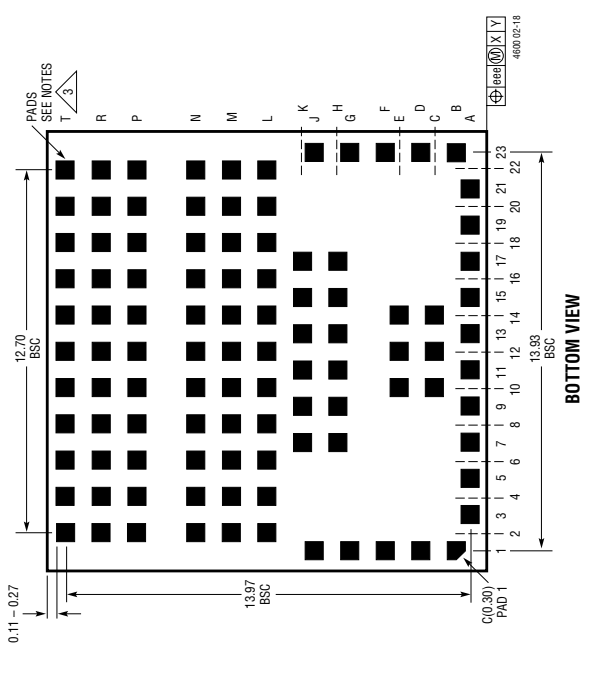 0.11 – 0.27
12.70
BSC
PADS
SEE NOTES
3
T
R
P
N
M
L
K
J
H
G
F
E
D
C
B
A
eee M X Y
4600 02-18
13.97
BSC
C(0.30)
PAD 1
1
2
3
4
5
6
7
8
9
10
11
12
13
14
15
16
17
18
19
20
21
22
23
13.93
BSC
BOTTOM VIEW